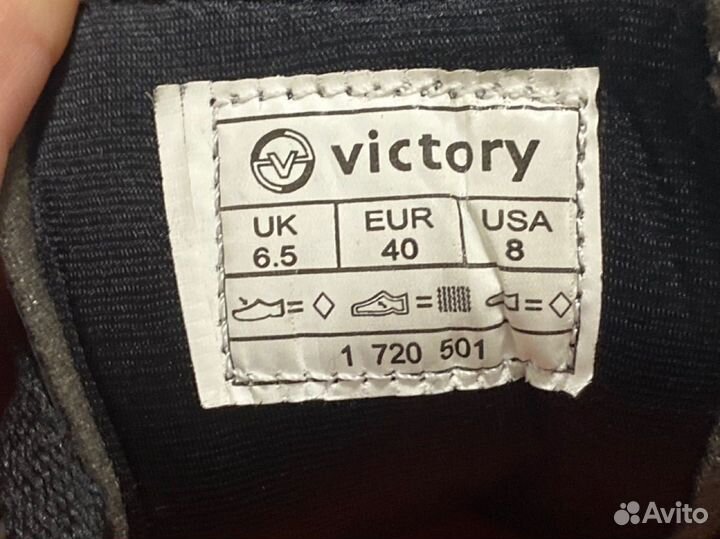 victory
UK EUR USA
6.5 40 8
= = =
1 720 501
Avito